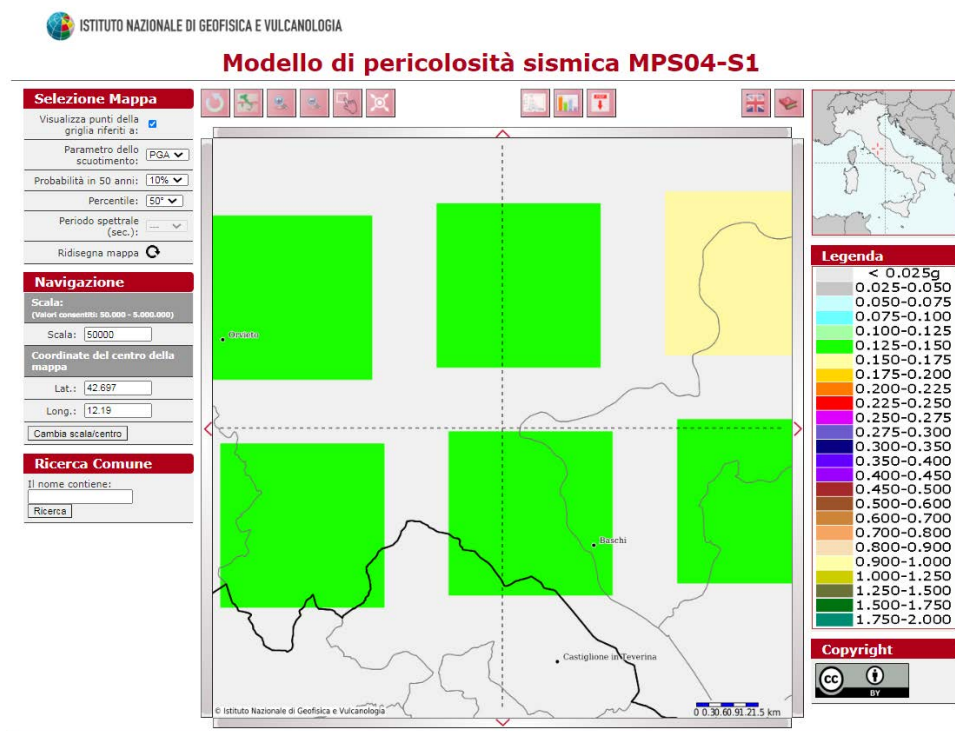 ISTITUTO NAZIONALE DI GEOFISICA E VULCANOLOGIA
Modello di pericolosità sismica MPS04-S1
Selezione Mappa
Visualizza punti della
griglia riferiti a:
Parametro dello
scuotimento: PGA
Probabilità in 50 anni: 10%
Percentile: 50°
Periodo spettrale
(sec.): ---
Ridisegna mappa
Navigazione
Scala:
(Valori consentiti: 50.000 - 5.000.000)
Scala: 50000
Coordinate del centro della
mappa
Lat.: 42.697
Long.: 12.19
Cambia scala/centro
Ricerca Comune
Il nome contiene:
Ricerca
Orvieto
Baschi
Castiglione in Teverina
© Istituto Nazionale di Geofisica e Vulcanologia
0 0.30.60.91.21.5 km
Legenda
< 0.025g
0.025-0.050
0.050-0.075
0.075-0.100
0.100-0.125
0.125-0.150
0.150-0.175
0.175-0.200
0.200-0.225
0.225-0.250
0.250-0.275
0.275-0.300
0.300-0.350
0.350-0.400
0.400-0.450
0.450-0.500
0.500-0.600
0.600-0.700
0.700-0.800
0.800-0.900
0.900-1.000
1.000-1.250
1.250-1.500
1.500-1.750
1.750-2.000
Copyright
cc
BY